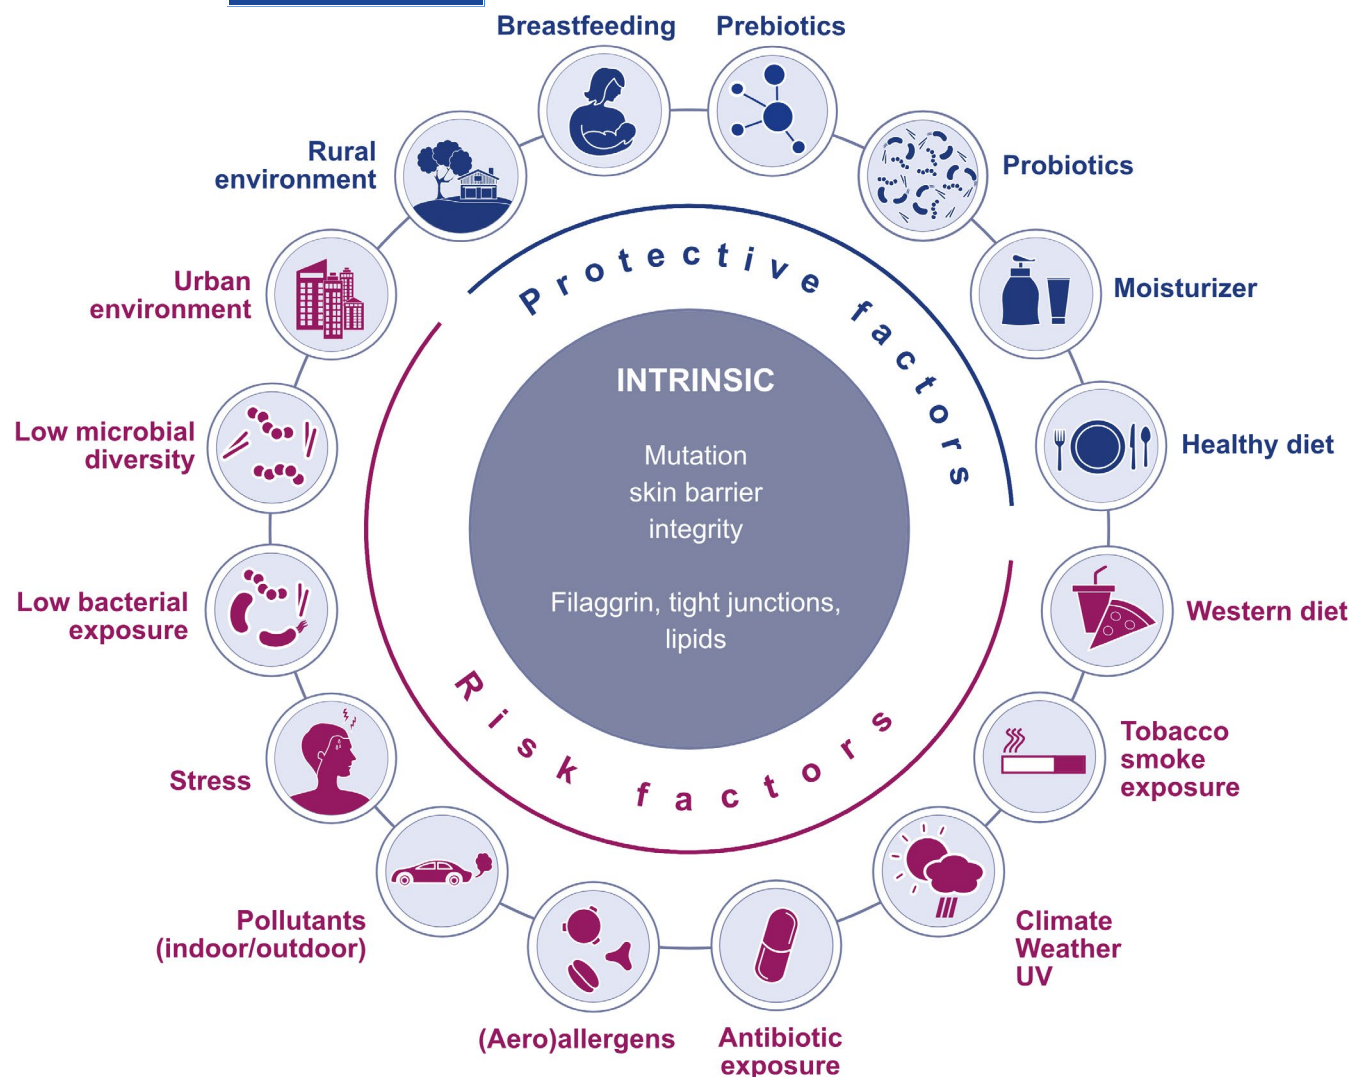 Breastfeeding
Prebiotics
Rural
environment
Probiotics
Urban
environment
Moisturizer
Protective factors
INTRINSIC
Mutation
skin barrier
integrity
Filaggrin, tight junctions,
lipids
Low microbial
diversity
Healthy diet
Low bacterial
exposure
Western diet
Risk factors
Stress
Tobacco
smoke
exposure
Pollutants
(indoor/outdoor)
Climate
Weather
UV
(Aero)allergens
Antibiotic
exposure